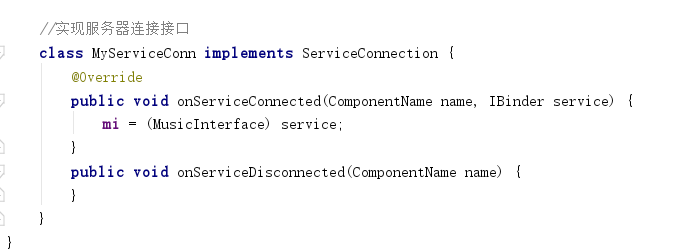 //实现服务器连接接口
class MyServiceConn implements ServiceConnection {
@Override
public void onServiceConnected(ComponentName name, IBinder service) {
mi = (MusicInterface) service;
}
public void onServiceDisconnected(ComponentName name) {
}
}
}